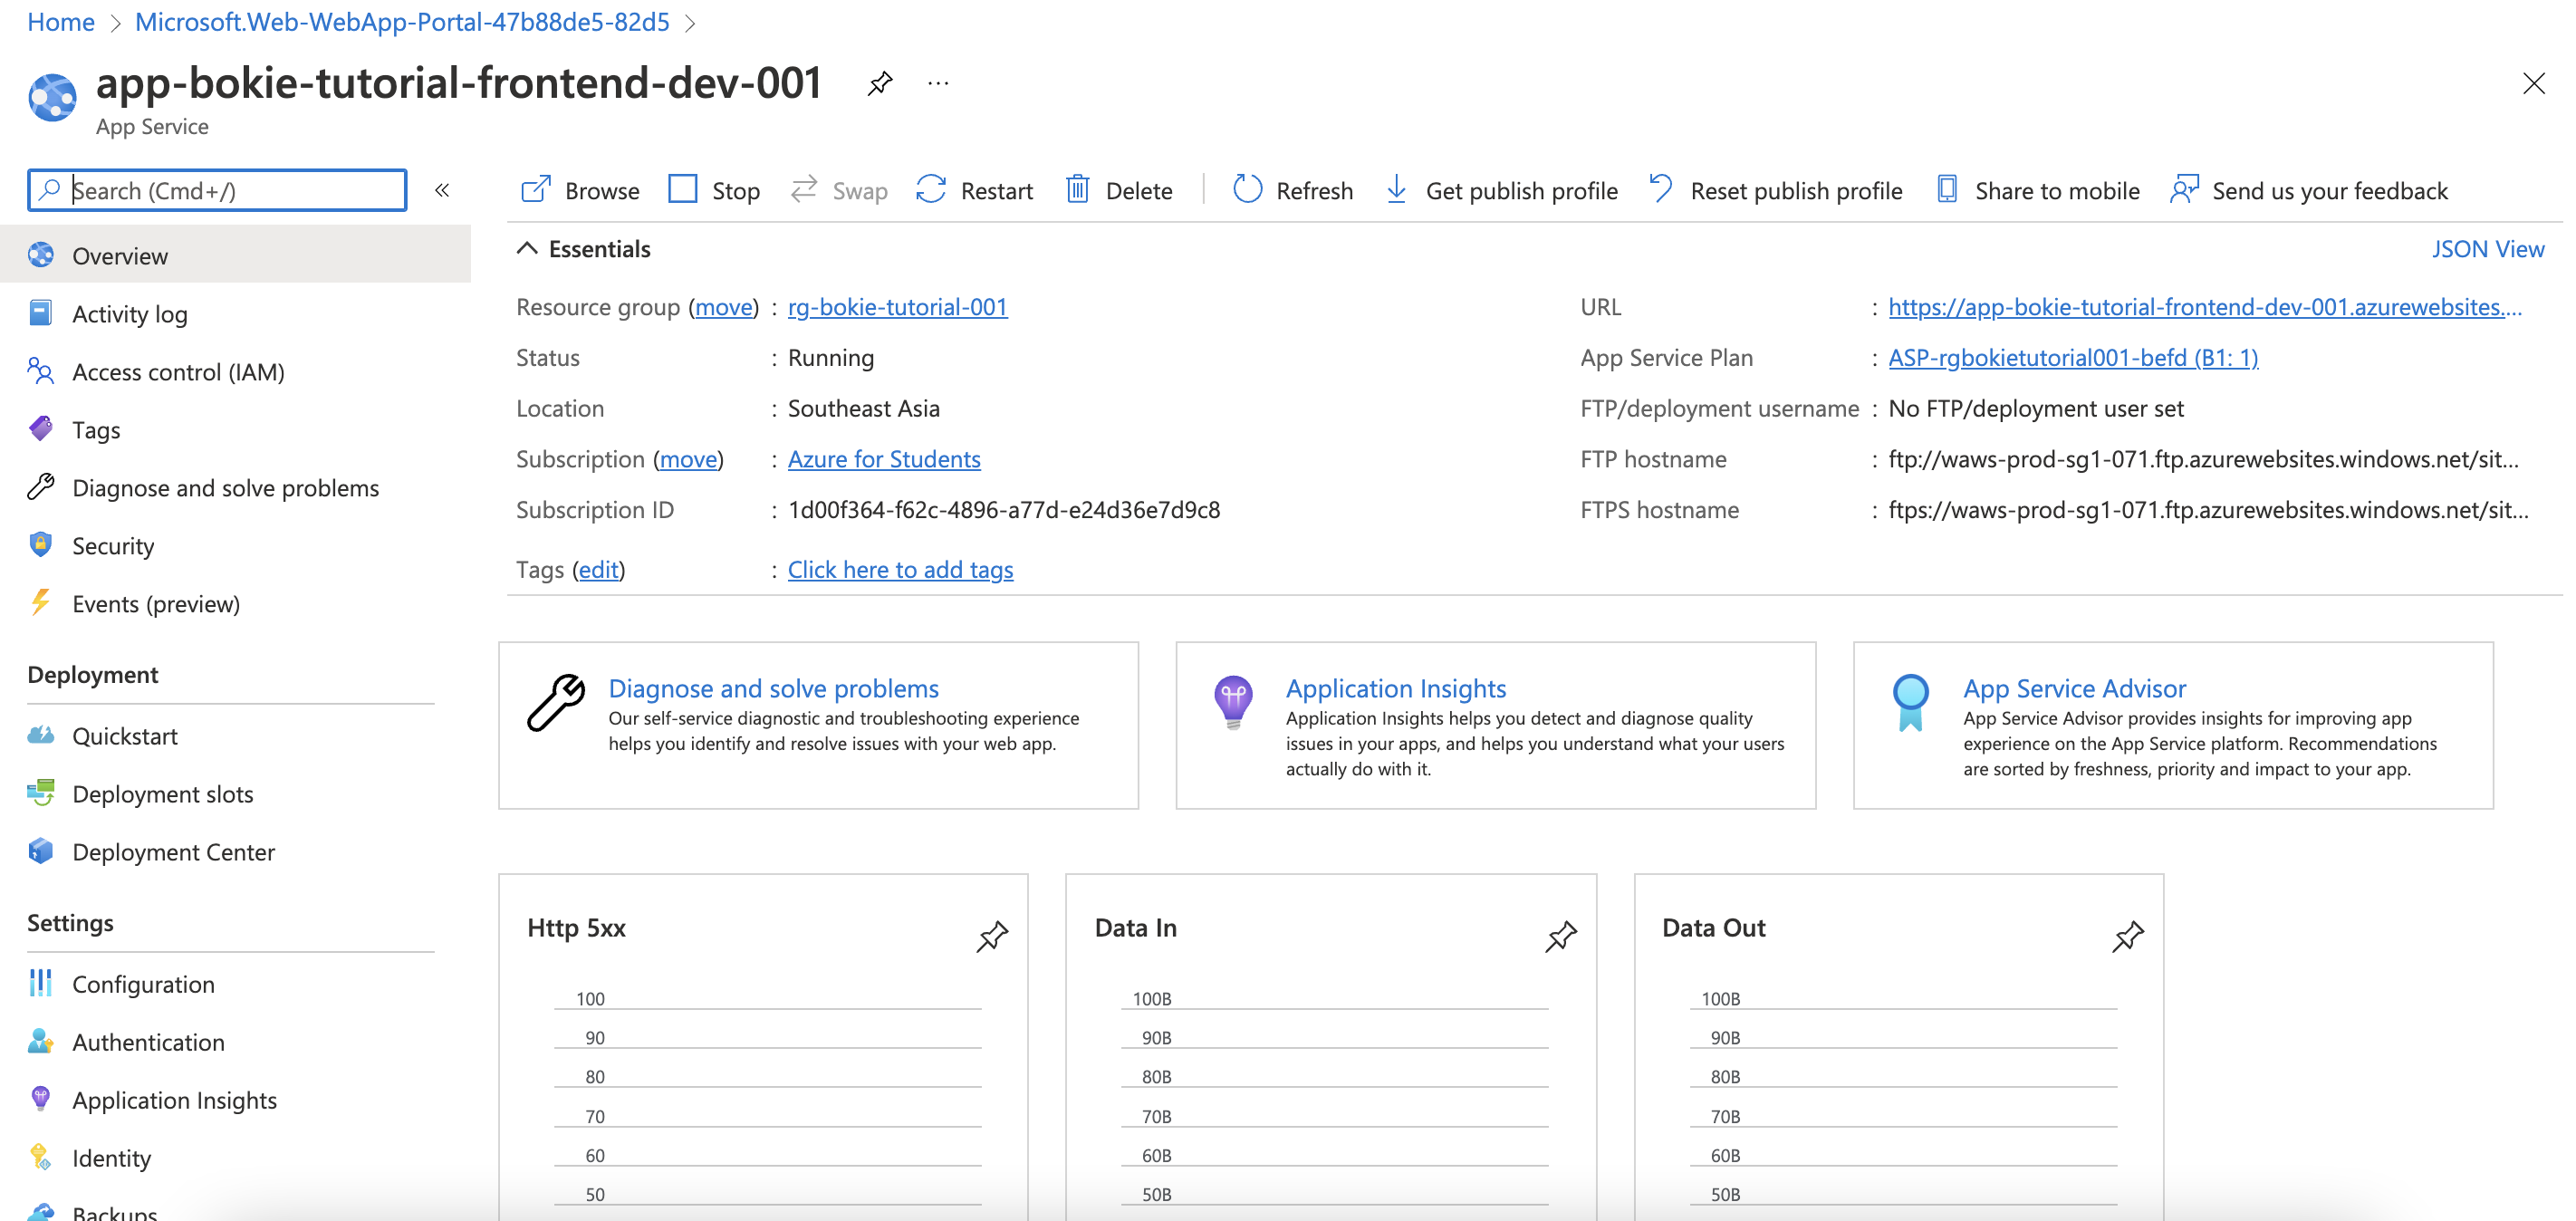 Home > Microsoft.Web-WebApp-Portal-47b88de5-82d5 >
app-bokie-tutorial-frontend-dev-001 ...
App Service
Search (Cmd+/)
Overview
Activity log
Access control (IAM)
Tags
Diagnose and solve problems
Security
Events (preview)
Deployment
Quickstart
Deployment slots
Deployment Center
Settings
Configuration
Authentication
Application Insights
Identity
Backups
Browse Stop Swap Restart Delete Refresh Get publish profile Reset publish profile Share to mobile Send us your feedback
Essentials JSON View
Resource group (move) : rg-bokie-tutorial-001
Status : Running
Location : Southeast Asia
Subscription (move) : Azure for Students
Subscription ID : 1d00f364-f62c-4896-a77d-e24d36e7d9c8
Tags (edit) : Click here to add tags
URL : https://app-bokie-tutorial-frontend-dev-001.azurewebsites....
App Service Plan : ASP-rgbokietutorial001-befd (B1: 1)
FTP/deployment username : No FTP/deployment user set
FTP hostname : ftp://waws-prod-sg1-071.ftp.azurewebsites.windows.net/sit...
FTPS hostname : ftps://waws-prod-sg1-071.ftp.azurewebsites.windows.net/sit...
Diagnose and solve problems
Our self-service diagnostic and troubleshooting experience
helps you identify and resolve issues with your web app.
Application Insights
Application Insights helps you detect and diagnose quality
issues in your apps, and helps you understand what your users
actually do with it.
App Service Advisor
App Service Advisor provides insights for improving app
experience on the App Service platform. Recommendations
are sorted by freshness, priority and impact to your app.
Http 5xx
100
90
80
70
60
50
Data In
100B
90B
80B
70B
60B
50B
Data Out
100B
90B
80B
70B
60B
50B